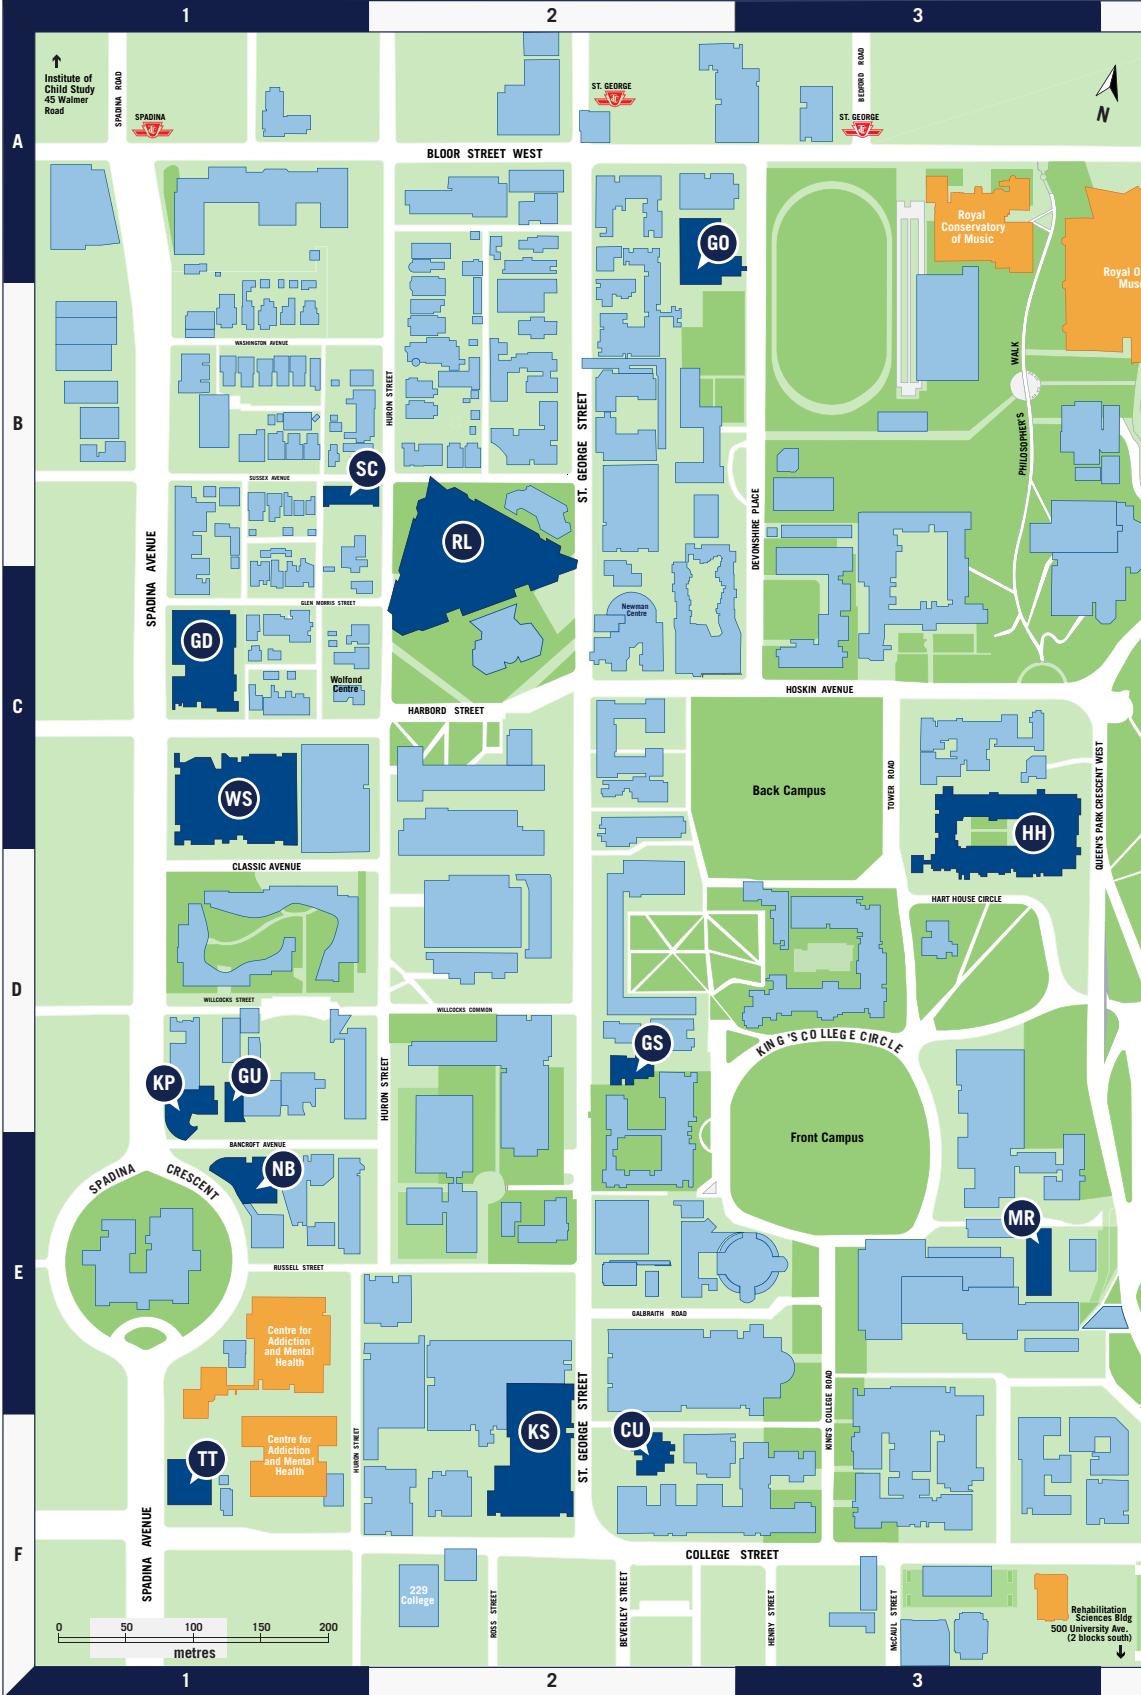 1
2
3
A
Institute of
Child Study
45 Walmer
Road
SPADINA ROAD
SPADINA
ST. GEORGE
BEDFORD ROAD
ST. GEORGE
N
BLOOR STREET WEST
GO
Royal
Conservatory
of Music
Royal O
Muse
WASHINGTON AVENUE
B
HURON STREET
ST. GEORGE STREET
PHILOSOPHER'S WALK
SC
SUSSEX AVENUE
RL
SPADINA AVENUE
DEVONSHIRE PLACE
GLEN MORRIS STREET
Newman
Centre
GD
Wolfond
Centre
C
HOSKIN AVENUE
HARBORD STREET
WS
Back Campus
TOWER ROAD
HH
QUEEN'S PARK CRESCENT WEST
CLASSIC AVENUE
HART HOUSE CIRCLE
D
WILLCOCKS STREET
WILLCOCKS COMMON
KING'S COLLEGE CIRCLE
GS
KP
GU
HURON STREET
Front Campus
BANCROFT AVENUE
NB
SPADINA CRESCENT
MR
E
RUSSELL STREET
GALBRAITH ROAD
Centre for
Addiction
and Mental
Health
KING'S COLLEGE ROAD
ST. GEORGE STREET
KS
CU
Centre for
Addiction
and Mental
Health
HURON STREET
TT
SPADINA AVENUE
F
COLLEGE STREET
229
College
ROSS STREET
BEVERLEY STREET
HENRY STREET
McCAUL STREET
Rehabilitation
Sciences Bldg
500 University Ave.
(2 blocks south)
0 50 100 150 200
metres
1
2
3